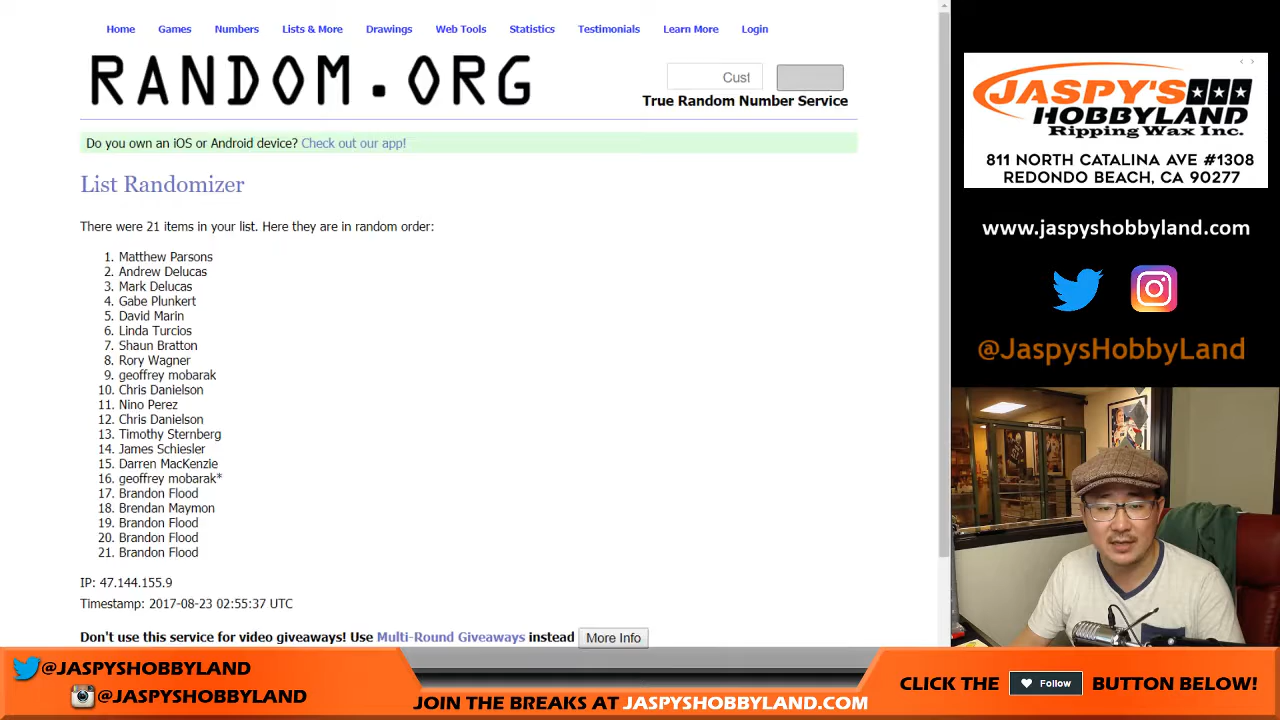 Home Games Numbers Lists & More Drawings Web Tools Statistics Testimonials Learn More Login
RANDOM.ORG
Cust
True Random Number Service
Do you own an iOS or Android device? Check out our app!
List Randomizer
There were 21 items in your list. Here they are in random order:
1. Matthew Parsons
2. Andrew Delucas
3. Mark Delucas
4. Gabe Plunkert
5. David Marin
6. Linda Turcios
7. Shaun Bratton
8. Rory Wagner
9. geoffrey mobarak
10. Chris Danielson
11. Nino Perez
12. Chris Danielson
13. Timothy Sternberg
14. James Schiesler
15. Darren MacKenzie
16. geoffrey mobarak*
17. Brandon Flood
18. Brendan Maymon
19. Brandon Flood
20. Brandon Flood
21. Brandon Flood
IP: 47.144.155.9
Timestamp: 2017-08-23 02:55:37 UTC
Don't use this service for video giveaways! Use Multi-Round Giveaways instead More Info
JASPY'S
HOBBYLAND
Ripping Wax Inc.
811 NORTH CATALINA AVE #1308
REDONDO BEACH, CA 90277
www.jaspyshobbyland.com
@JaspysHobbyLand
@JASPYSHOBBYLAND
@JASPYSHOBBYLAND
JOIN THE BREAKS AT JASPYSHOBBYLAND.COM
CLICK THE Follow BUTTON BELOW!